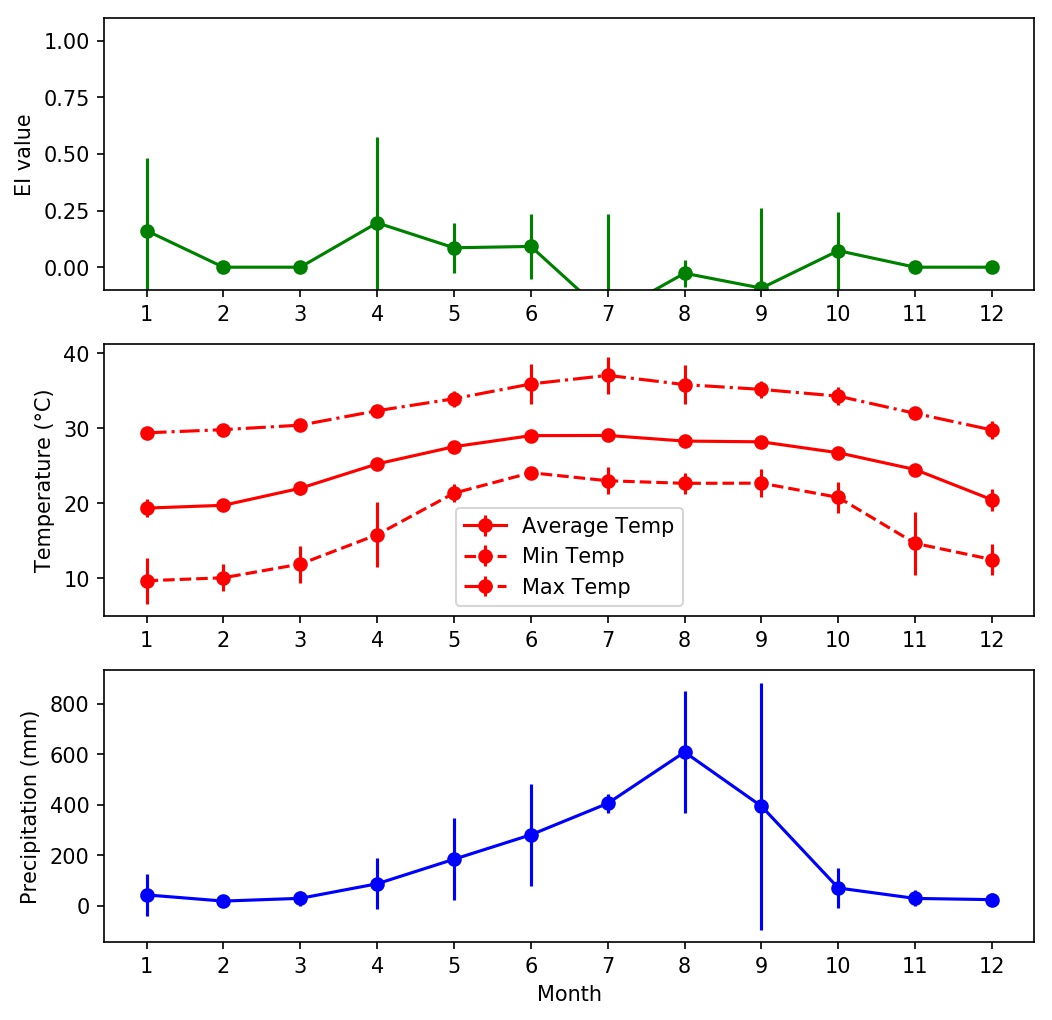 EI value
1.00
0.75
0.50
0.25
0.00
1 2 3 4 5 6 7 8 9 10 11 12
Temperature (°C)
40
30
20
10
Average Temp
Min Temp
Max Temp
1 2 3 4 5 6 7 8 9 10 11 12
Precipitation (mm)
800
600
400
200
0
1 2 3 4 5 6 7 8 9 10 11 12
Month